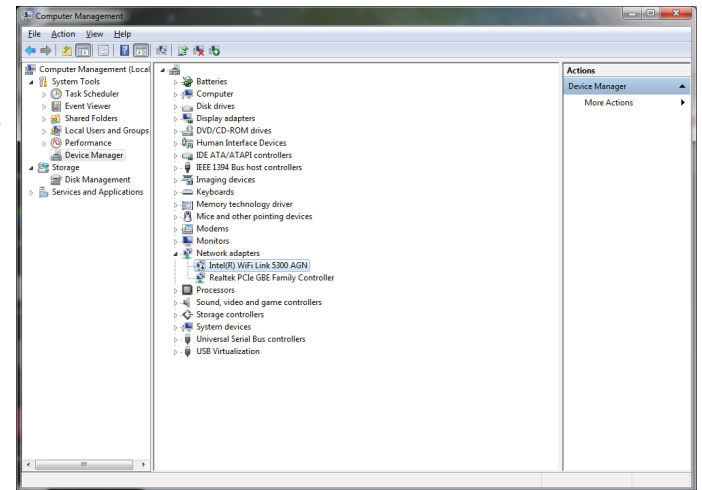 Computer Management
File Action View Help
Computer Management (Local
System Tools
Task Scheduler
Event Viewer
Shared Folders
Local Users and Groups
Performance
Device Manager
Storage
Disk Management
Services and Applications
Batteries
Computer
Disk drives
Display adapters
DVD/CD-ROM drives
Human Interface Devices
IDE ATA/ATAPI controllers
IEEE 1394 Bus host controllers
Imaging devices
Keyboards
Memory technology driver
Mice and other pointing devices
Modems
Monitors
Network adapters
Intel(R) WiFi Link 5300 AGN
Realtek PCIe GBE Family Controller
Processors
Sound, video and game controllers
Storage controllers
System devices
Universal Serial Bus controllers
USB Virtualization
Actions
Device Manager
More Actions